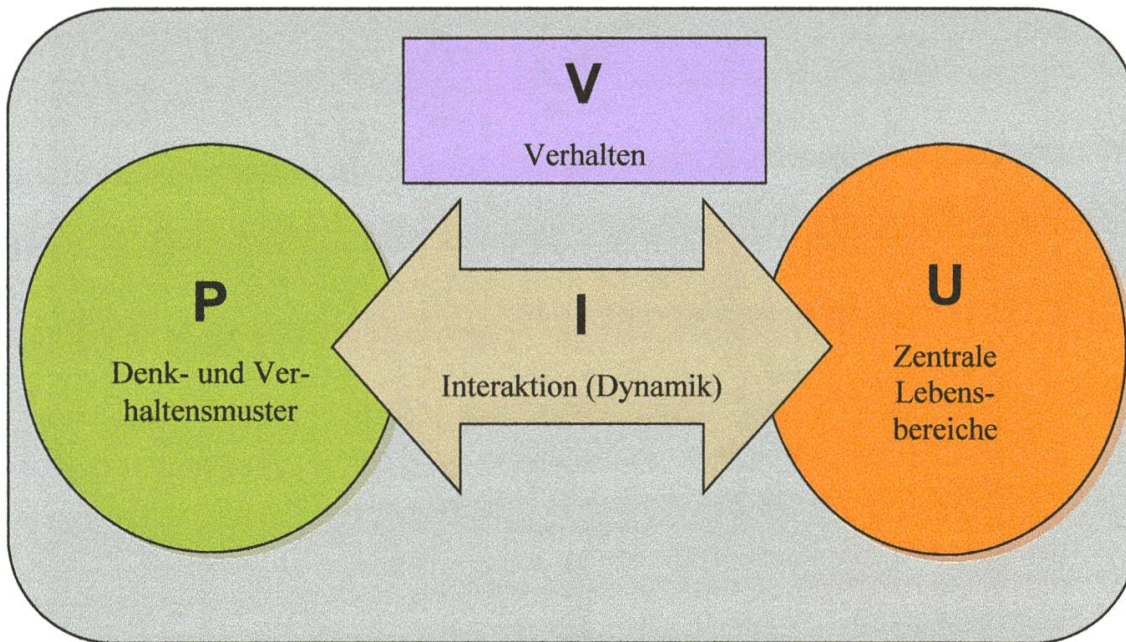 V
Verhalten
P
Denk- und Ver-
haltensmuster
I
Interaktion (Dynamik)
U
Zentrale
Lebens-
bereiche